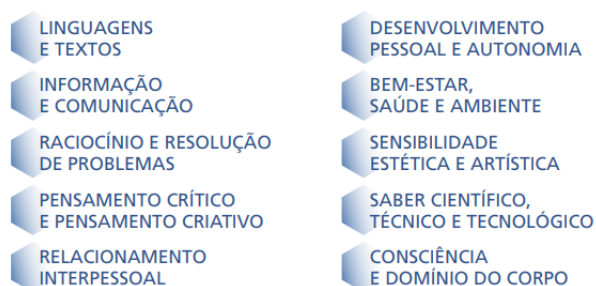 LINGUAGENS
E TEXTOS
INFORMAÇÃO
E COMUNICAÇÃO
RACIOCÍNIO E RESOLUÇÃO
DE PROBLEMAS
PENSAMENTO CRÍTICO
E PENSAMENTO CRIATIVO
RELACIONAMENTO
INTERPESSOAL
DESENVOLVIMENTO
PESSOAL E AUTONOMIA
BEM-ESTAR,
SAÚDE E AMBIENTE
SENSIBILIDADE
ESTÉTICA E ARTÍSTICA
SABER CIENTÍFICO,
TÉCNICO E TECNOLÓGICO
CONSCIÊNCIA
E DOMÍNIO DO CORPO